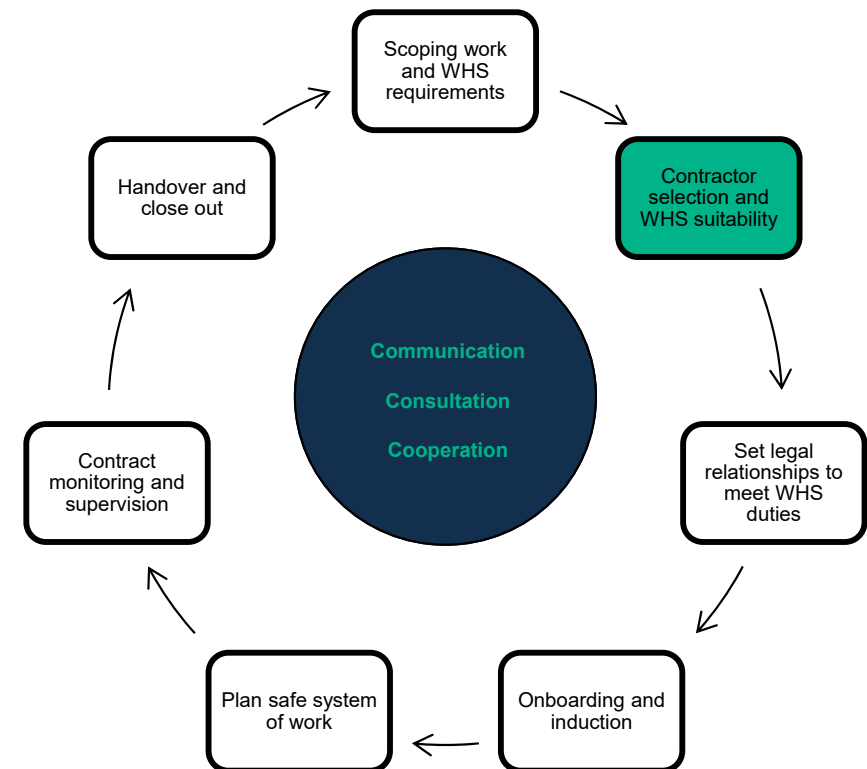 Scoping work
and WHS
requirements
Contractor
selection and
WHS suitability
Set legal
relationships to
meet WHS
duties
Onboarding and
induction
Plan safe system
of work
Contract
monitoring and
supervision
Handover and
close out
Communication
Consultation
Cooperation